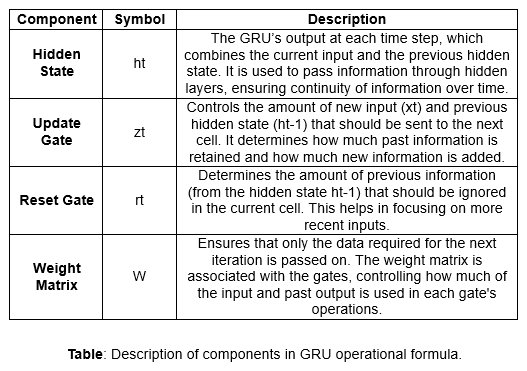 Component Symbol Description
Hidden State ht The GRU's output at each time step, which
combines the current input and the previous hidden
state. It is used to pass information through hidden
layers, ensuring continuity of information over time.
Update Gate zt Controls the amount of new input (xt) and previous
hidden state (ht-1) that should be sent to the next
cell. It determines how much past information is
retained and how much new information is added.
Reset Gate rt Determines the amount of previous information
(from the hidden state ht-1) that should be ignored
in the current cell. This helps in focusing on more
recent inputs.
Weight Matrix W Ensures that only the data required for the next
iteration is passed on. The weight matrix is
associated with the gates, controlling how much of
the input and past output is used in each gate's
operations.
Table: Description of components in GRU operational formula.